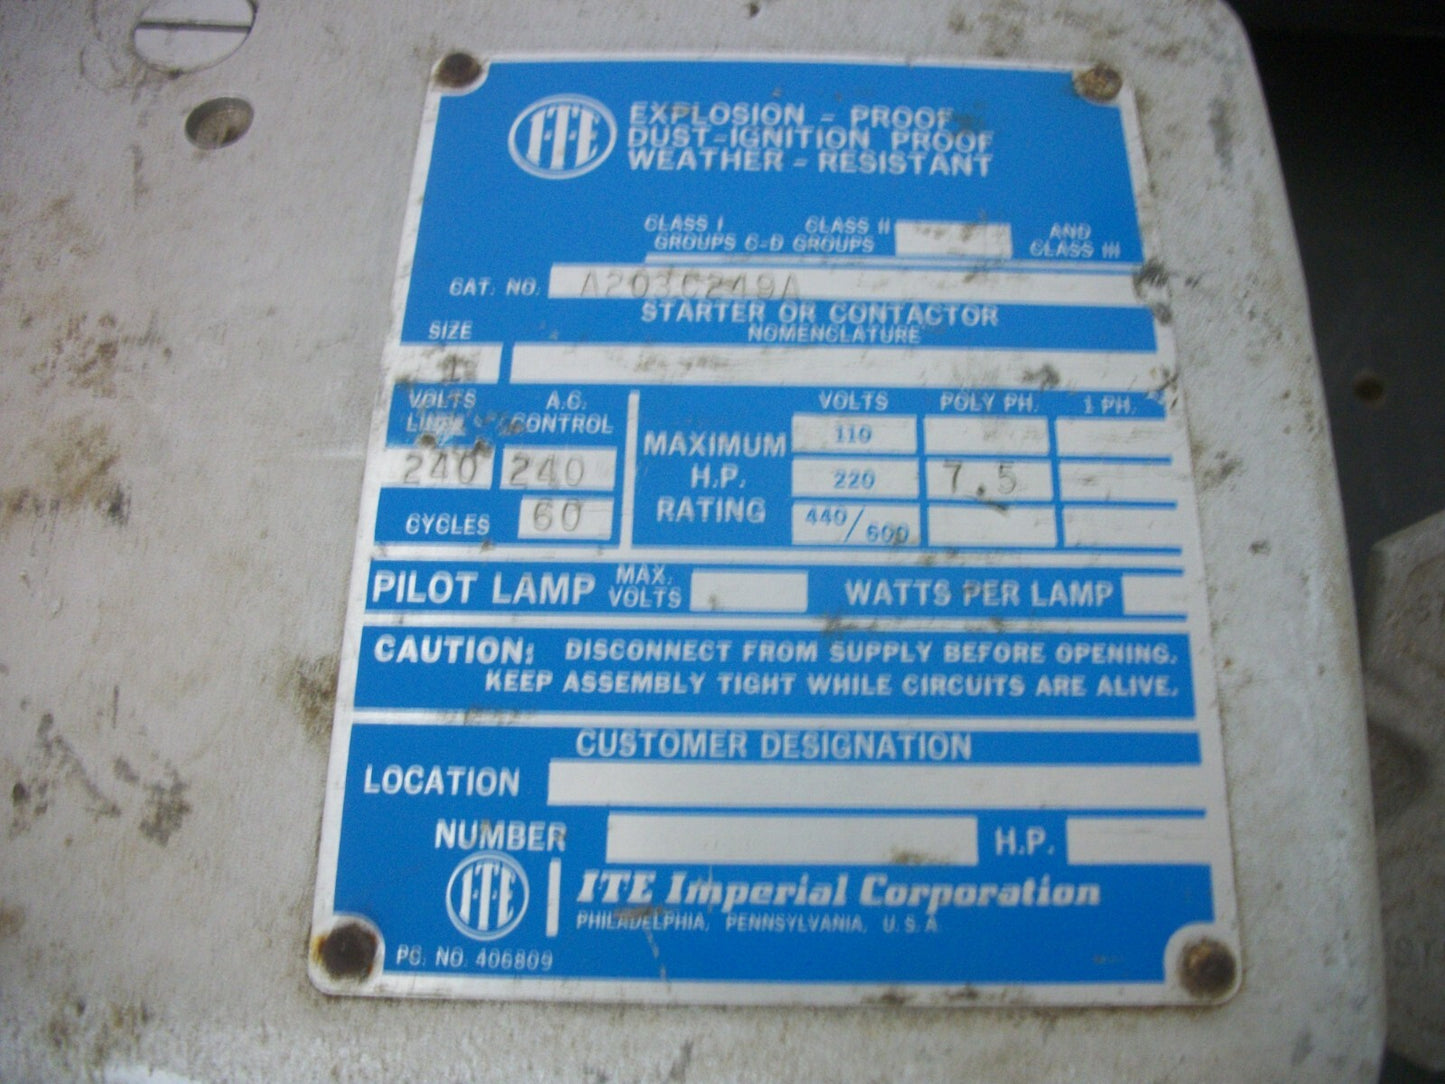 I-T-E EXPLOSION - PROOF
DUST-IGNITION PROOF
WEATHER - RESISTANT
CLASS I CLASS II AND
GROUPS C-D GROUPS CLASS III
CAT. NO. A203C249A
STARTER OR CONTACTOR
SIZE NOMENCLATURE
1
VOLTS A.C. VOLTS POLY PH. 1 PH.
LINE CONTROL MAXIMUM 110
240 240 H.P. 220 7.5 -
CYCLES 60 RATING 440/600
PILOT LAMP MAX. VOLTS WATTS PER LAMP
CAUTION: DISCONNECT FROM SUPPLY BEFORE OPENING.
KEEP ASSEMBLY TIGHT WHILE CIRCUITS ARE ALIVE.
CUSTOMER DESIGNATION
LOCATION
NUMBER H.P.
I-T-E ITE Imperial Corporation
PHILADELPHIA, PENNSYLVANIA, U.S.A.
PC. NO. 406809